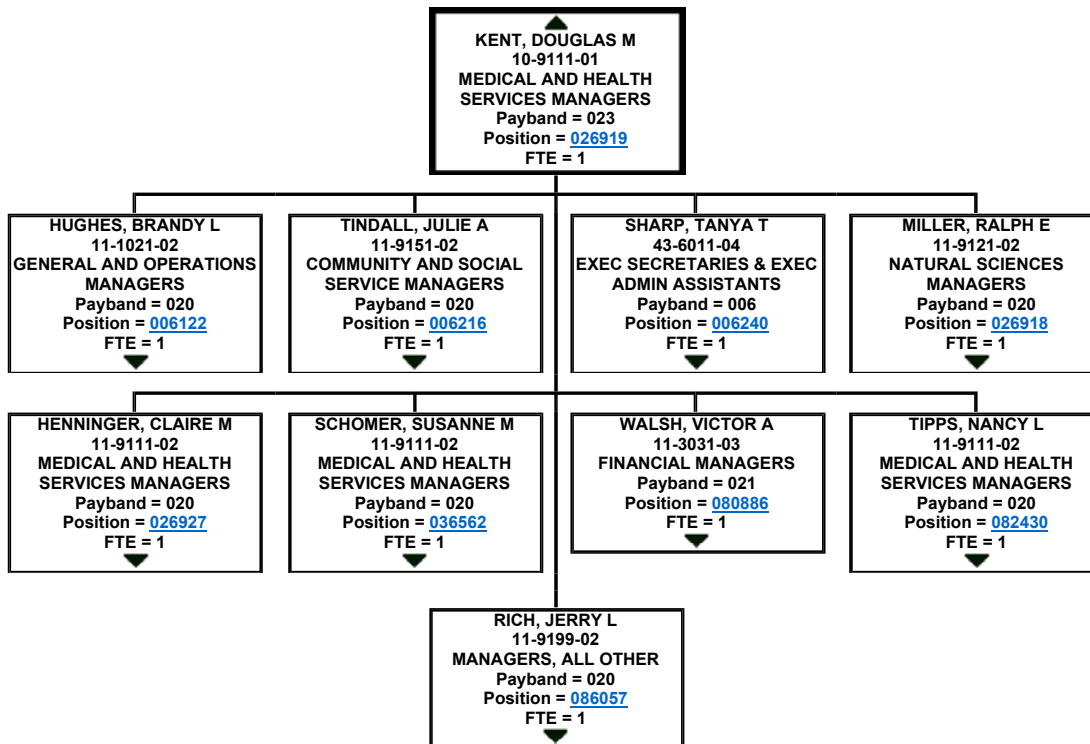 KENT, DOUGLAS M
10-9111-01
MEDICAL AND HEALTH
SERVICES MANAGERS
Payband = 023
Position = 026919
FTE = 1
HUGHES, BRANDY L
11-1021-02
GENERAL AND OPERATIONS
MANAGERS
Payband = 020
Position = 006122
FTE = 1
TINDALL, JULIE A
11-9151-02
COMMUNITY AND SOCIAL
SERVICE MANAGERS
Payband = 020
Position = 006216
FTE = 1
SHARP, TANYA T
43-6011-04
EXEC SECRETARIES & EXEC
ADMIN ASSISTANTS
Payband = 006
Position = 006240
FTE = 1
MILLER, RALPH E
11-9121-02
NATURAL SCIENCES
MANAGERS
Payband = 020
Position = 026918
FTE = 1
HENNINGER, CLAIRE M
11-9111-02
MEDICAL AND HEALTH
SERVICES MANAGERS
Payband = 020
Position = 026927
FTE = 1
SCHOMER, SUSANNE M
11-9111-02
MEDICAL AND HEALTH
SERVICES MANAGERS
Payband = 020
Position = 036562
FTE = 1
WALSH, VICTOR A
11-3031-03
FINANCIAL MANAGERS
Payband = 021
Position = 080886
FTE = 1
TIPPS, NANCY L
11-9111-02
MEDICAL AND HEALTH
SERVICES MANAGERS
Payband = 020
Position = 082430
FTE = 1
RICH, JERRY L
11-9199-02
MANAGERS, ALL OTHER
Payband = 020
Position = 086057
FTE = 1